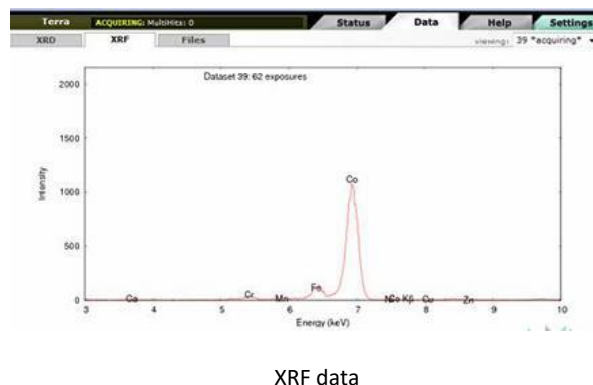 Terra ACQUIRING: MultiHits: 0 Status Data Help Settings
XRD XRF Files viewing: 39 *acquiring*
Dataset 39: 62 exposures
2000
1500
1000
500
0
Intensity
Co
Ca Cr Mn Fe Co Kβ Cu Zn
3 4 5 6 7 8 9 10
Energy (keV)
XRF data